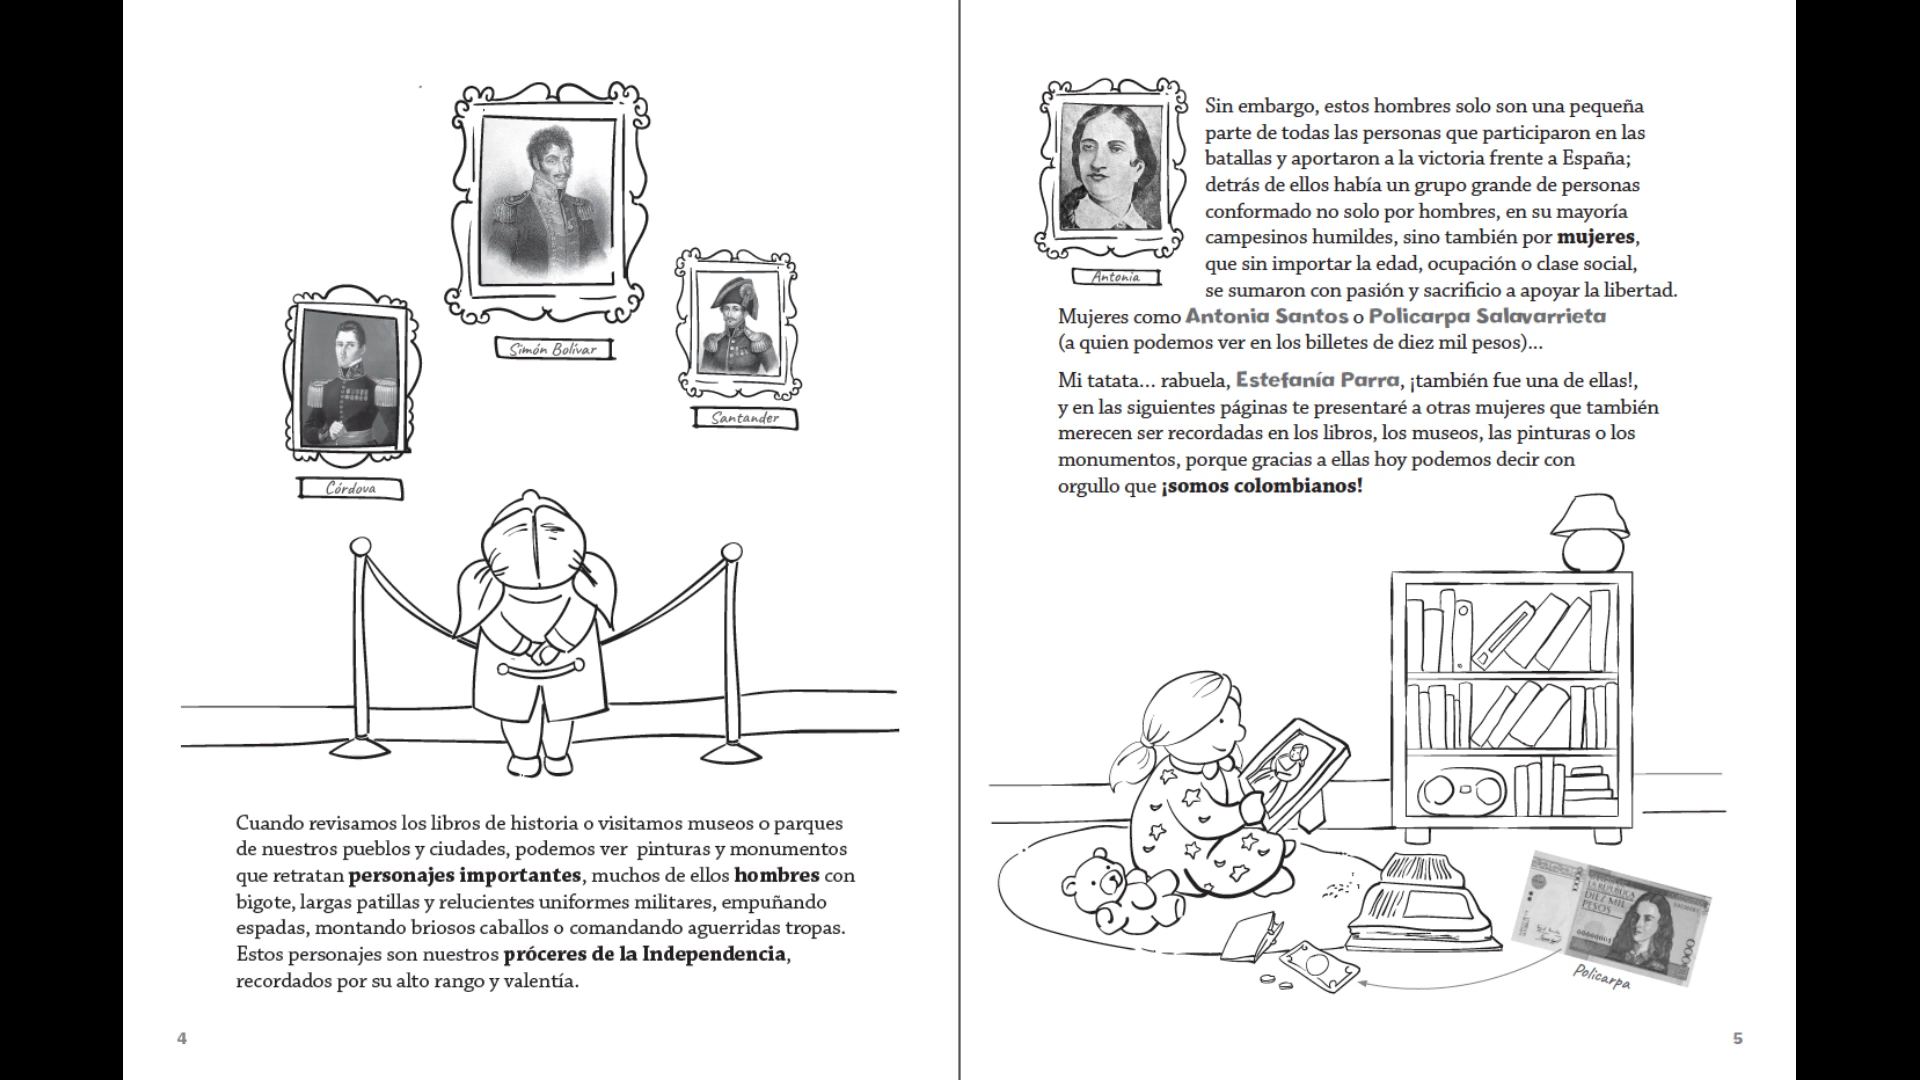 Simón Bolívar
Santander
Córdova
Cuando revisamos los libros de historia o visitamos museos o parques
de nuestros pueblos y ciudades, podemos ver pinturas y monumentos
que retratan personajes importantes, muchos de ellos hombres con
bigote, largas patillas y relucientes uniformes militares, empuñando
espadas, montando briosos caballos o comandando aguerridas tropas.
Estos personajes son nuestros próceres de la Independencia,
recordados por su alto rango y valentía.
4
Antonia
Sin embargo, estos hombres solo son una pequeña
parte de todas las personas que participaron en las
batallas y aportaron a la victoria frente a España;
detrás de ellos había un grupo grande de personas
conformado no solo por hombres, en su mayoría
campesinos humildes, sino también por mujeres,
que sin importar la edad, ocupación o clase social,
se sumaron con pasión y sacrificio a apoyar la libertad.
Mujeres como Antonia Santos o Policarpa Salavarrieta
(a quien podemos ver en los billetes de diez mil pesos)...
Mi tatata... rabuela, Estefanía Parra, ¡también fue una de ellas!,
y en las siguientes páginas te presentaré a otras mujeres que también
merecen ser recordadas en los libros, los museos, las pinturas o los
monumentos, porque gracias a ellas hoy podemos decir con
orgullo que ¡somos colombianos!
DIEZ MIL
PESOS
Policarpa
5